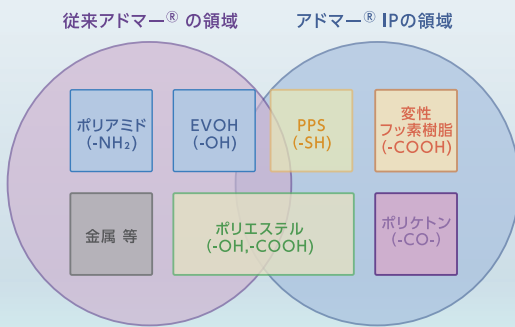 従来アドマー®の領域
アドマー® IPの領域
ポリアミド
(-NH₂)
EVOH
(-OH)
PPS
(-SH)
変性
フッ素樹脂
(-COOH)
金属 等
ポリエステル
(-OH,-COOH)
ポリケトン
(-CO-)